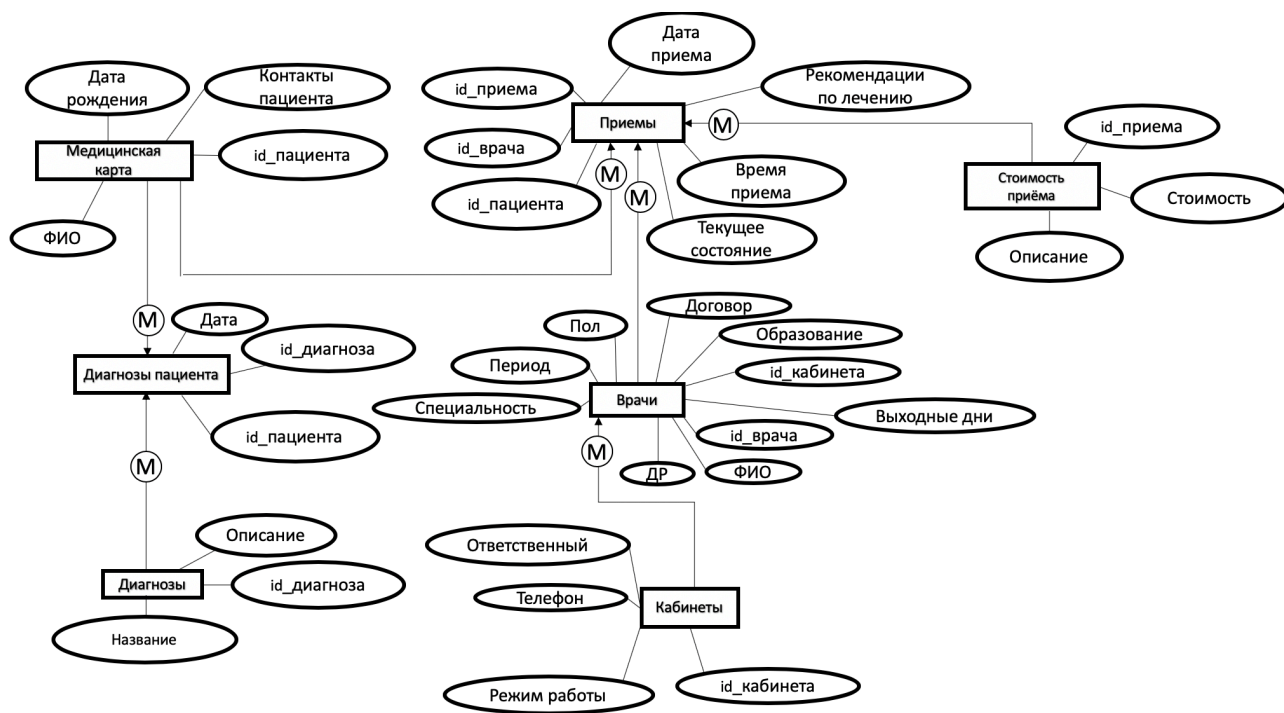 Дата
приема
Дата
рождения
Контакты
пациента
id_приема
Рекомендации
по лечению
Приемы
М
id_приема
Медицинская
карта
id_пациента
id_врача
М
Время
приема
Стоимость
приёма
Стоимость
id_пациента
М
ФИО
Текущее
состояние
Описание
М
Дата
Пол
Договор
Образование
id_диагноза
Диагнозы пациента
Период
id_кабинета
Врачи
Специальность
Выходные дни
id_пациента
id_врача
М
М
ДР
ФИО
Описание
Ответственный
Диагнозы
id_диагноза
Телефон
Кабинеты
Название
Режим работы
id_кабинета